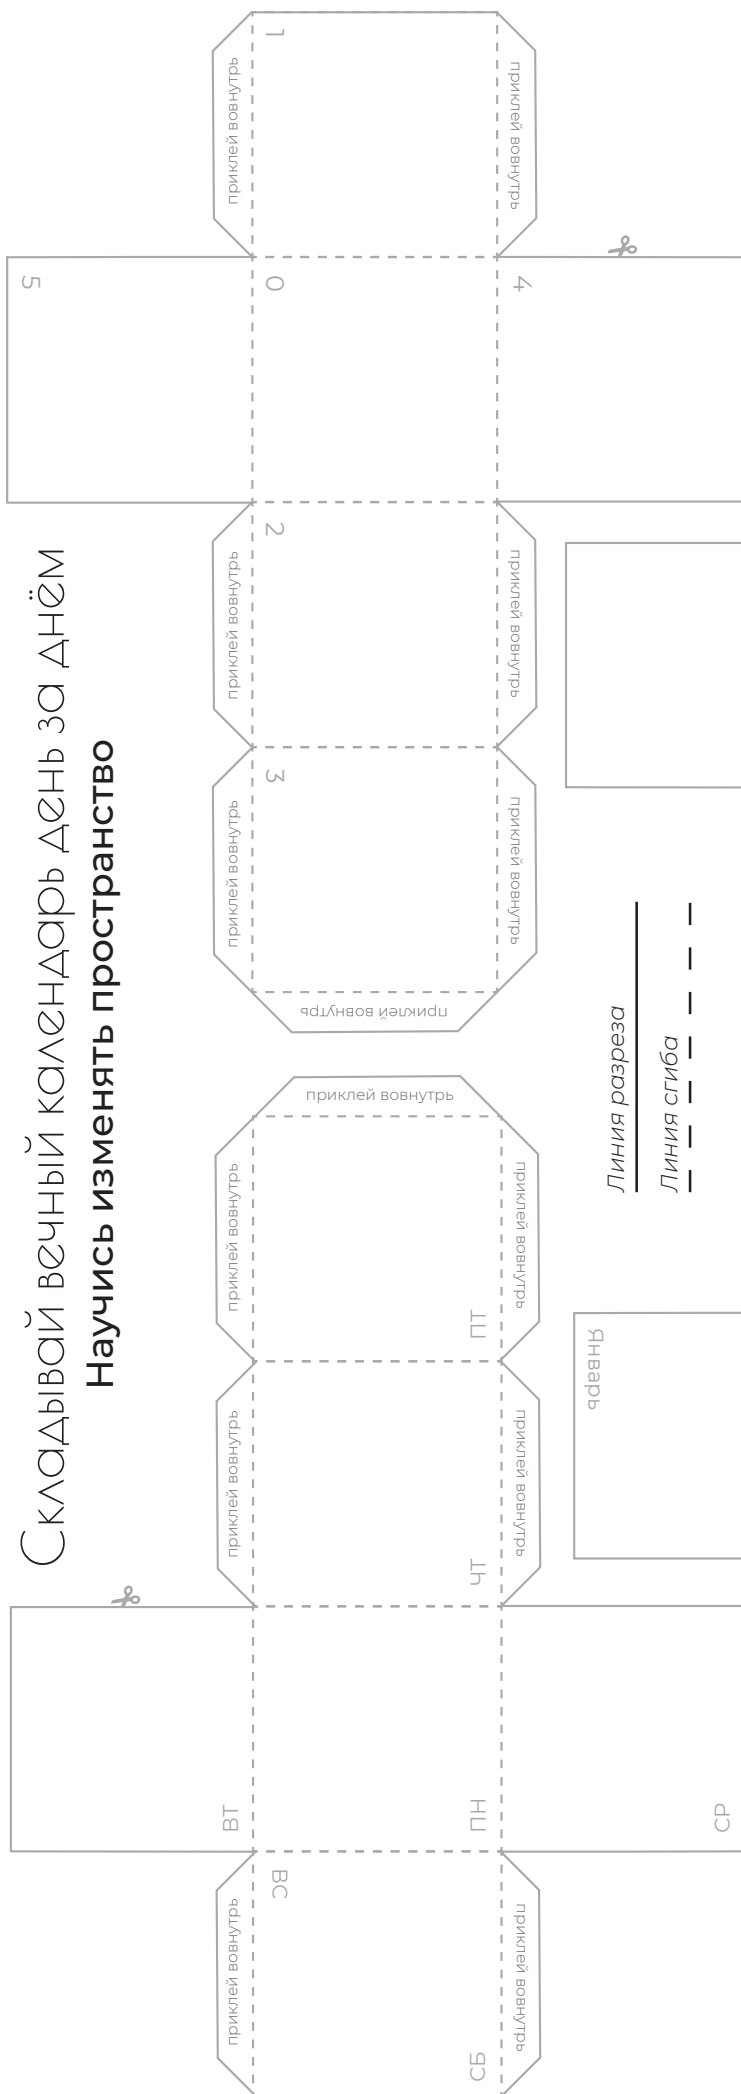 Складывай вечный календарь день за днём
Научись изменять пространство
1
приклей вовнутрь
приклей вовнутрь
5
0
4
2
приклей вовнутрь
приклей вовнутрь
3
приклей вовнутрь
приклей вовнутрь
приклей вовнутрь
Линия разреза
Линия сгиба
приклей вовнутрь
приклей вовнутрь
приклей вовнутрь
ПТ
Январь
приклей вовнутрь
приклей вовнутрь
ЧТ
ВТ
ПН
СР
ВС
приклей вовнутрь
приклей вовнутрь
СБ